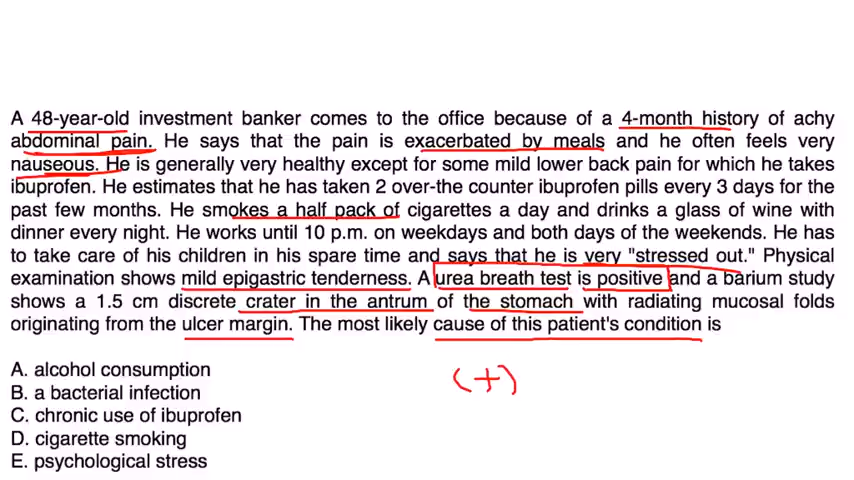 A 48-year-old investment banker comes to the office because of a 4-month history of achy
abdominal pain. He says that the pain is exacerbated by meals and he often feels very
nauseous. He is generally very healthy except for some mild lower back pain for which he takes
ibuprofen. He estimates that he has taken 2 over-the counter ibuprofen pills every 3 days for the
past few months. He smokes a half pack of cigarettes a day and drinks a glass of wine with
dinner every night. He works until 10 p.m. on weekdays and both days of the weekends. He has
to take care of his children in his spare time and says that he is very "stressed out." Physical
examination shows mild epigastric tenderness. A urea breath test is positive and a barium study
shows a 1.5 cm discrete crater in the antrum of the stomach with radiating mucosal folds
originating from the ulcer margin. The most likely cause of this patient's condition is
A. alcohol consumption
B. a bacterial infection
C. chronic use of ibuprofen
D. cigarette smoking
E. psychological stress
(+)